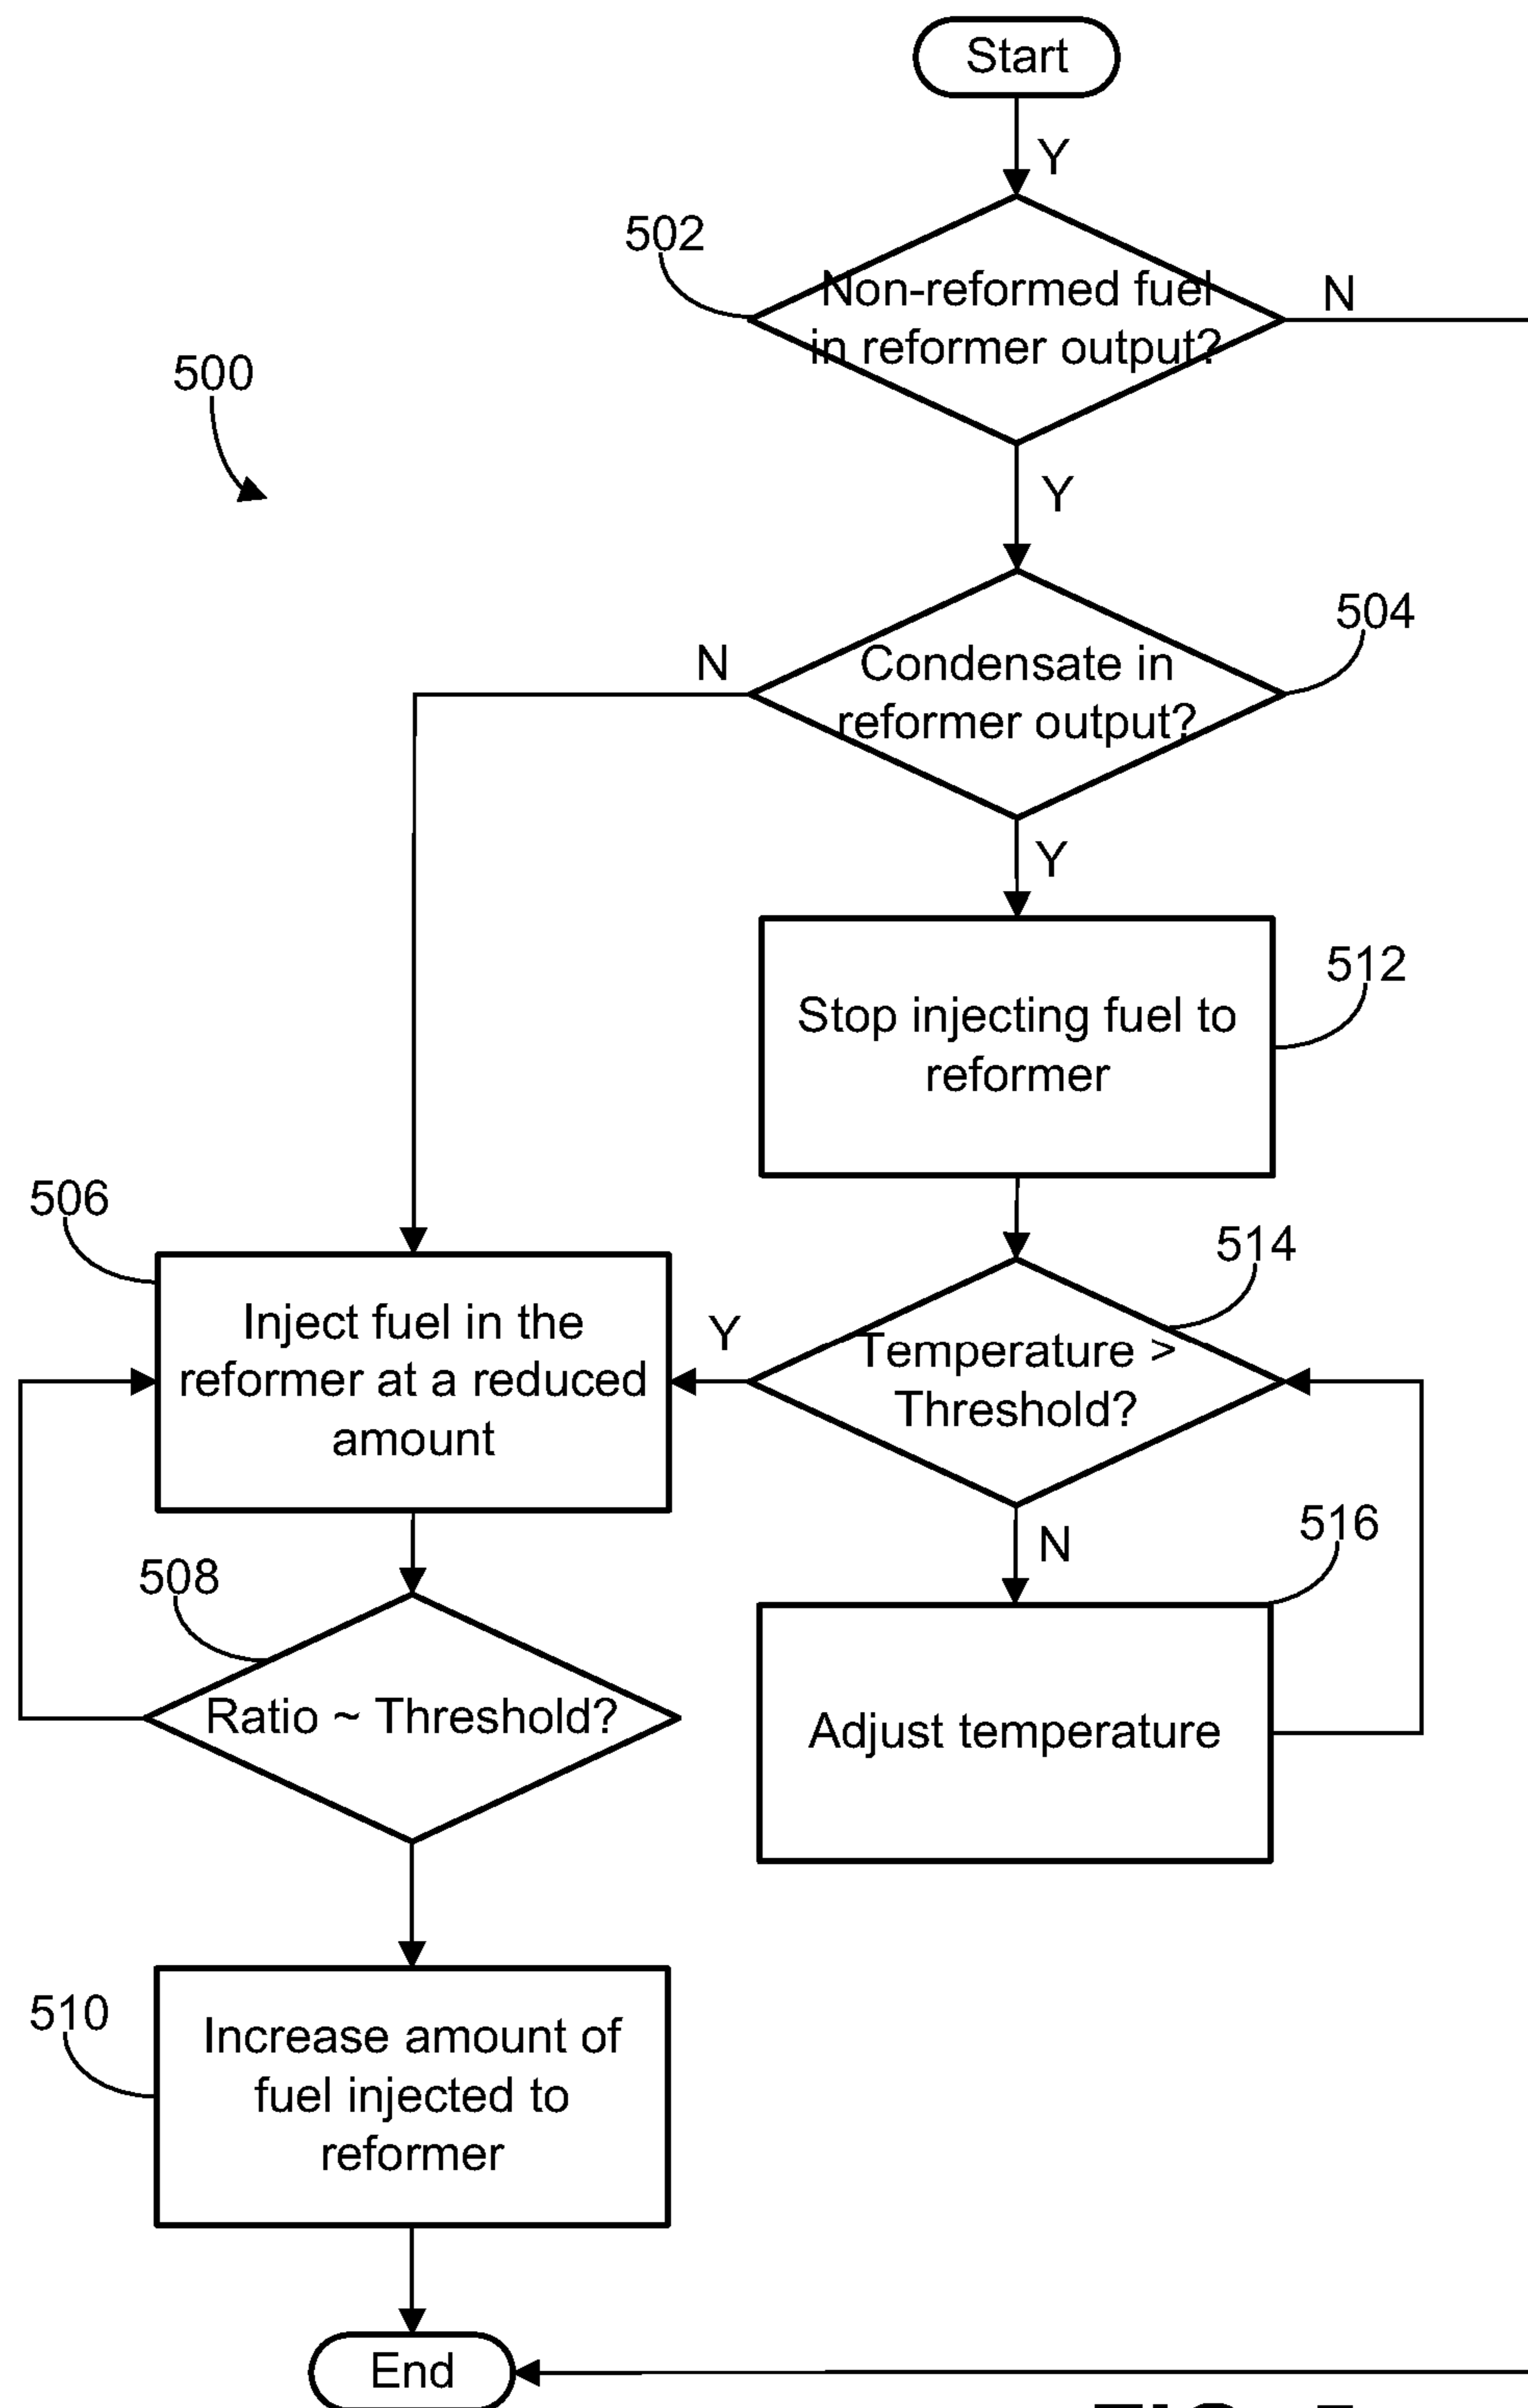 Start
Y
502
Non-reformed fuel
in reformer output?
N
500
Y
504
N
Condensate in
reformer output?
Y
512
Stop injecting fuel to
reformer
506
514
Inject fuel in the
reformer at a reduced
amount
Y
Temperature >
Threshold?
N
516
508
Ratio ~ Threshold?
Adjust temperature
510
Increase amount of
fuel injected to
reformer
End